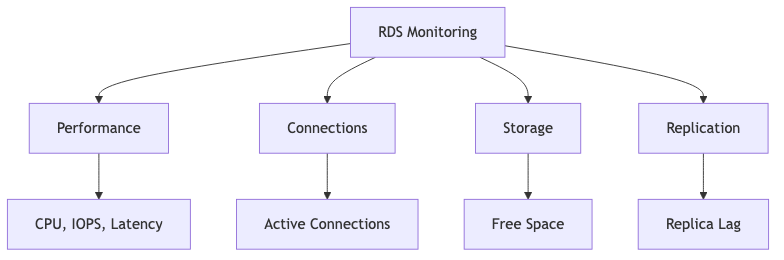 RDS Monitoring
Performance
Connections
Storage
Replication
CPU, IOPS, Latency
Active Connections
Free Space
Replica Lag